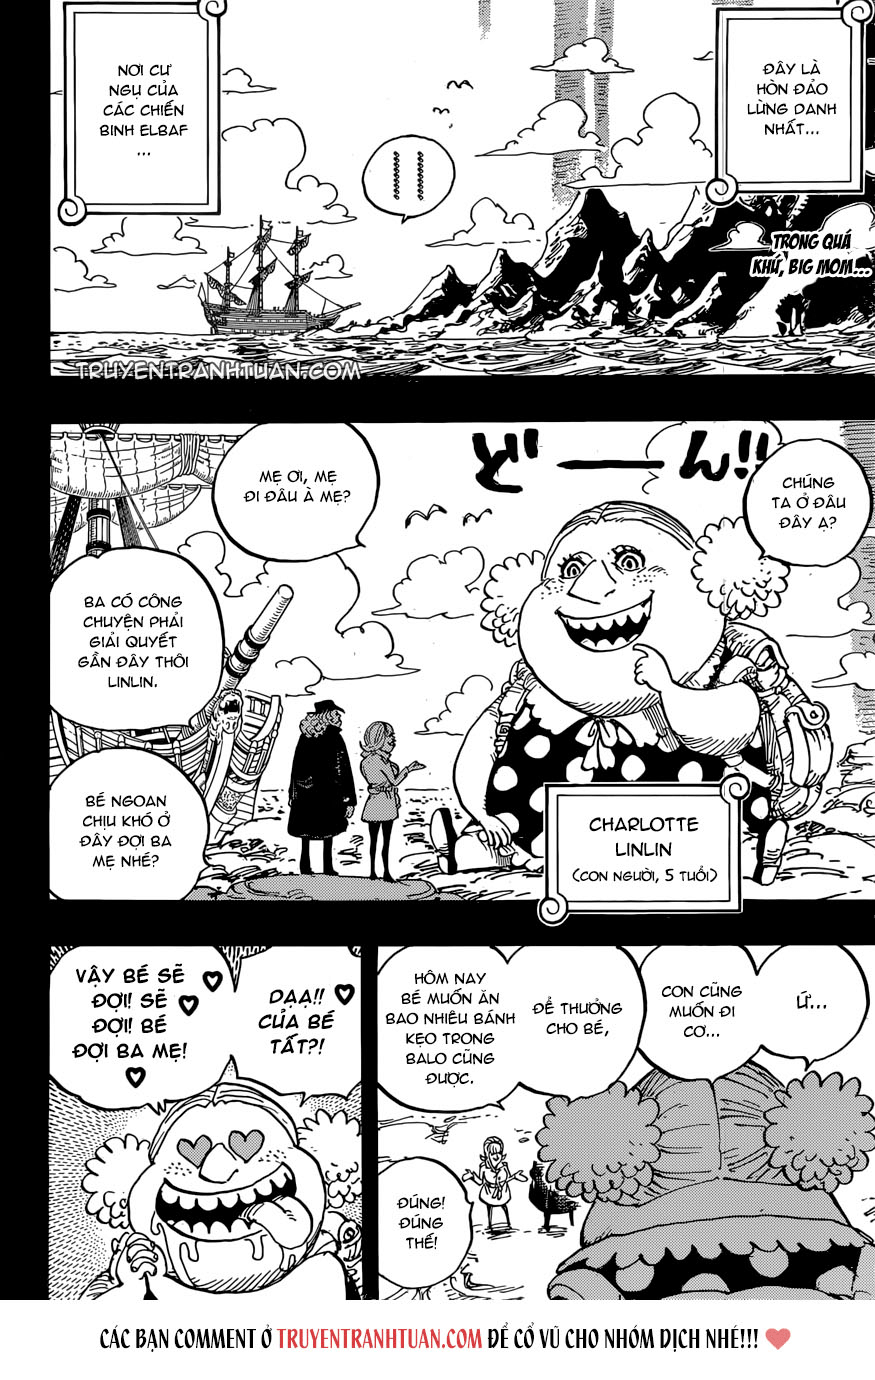 ĐÂY LÀ
HÒN ĐẢO
LỪNG DANH
NHẤT...
NƠI CƯ
NGỤ CỦA
CÁC CHIẾN
BINH ELBAF
...
!!
TRONG QUÁ
KHỨ, BIG MOM...
TRUYENTRANHTUAN.COM
どーん!!
CHÚNG
TA Ở ĐÂU
ĐÂY Ạ?
MẸ ƠI, MẸ
ĐI ĐÂU À MẸ?
BA CÓ CÔNG
CHUYỆN PHẢI
GIẢI QUYẾT
GẦN ĐÂY THÔI
LINLIN.
BÉ NGOAN
CHỊU KHÓ Ở
ĐÂY ĐỢI BA
MẸ NHÉ?
CHARLOTTE
LINLIN
(CON NGƯỜI, 5 TUỔI)
Ứ...
CON CŨNG
MUỐN ĐI
CƠ...
ĐỂ THƯỞNG
CHO BÉ,
HÔM NAY
BÉ MUỐN ĂN
BAO NHIÊU BÁNH
KẸO TRONG
BALO CŨNG
ĐƯỢC.
ĐÚNG!
ĐÚNG
THẾ!
DẠẠ!! ♥
CỦA BÉ
TẤT?!
VẬY BÉ SẼ ♥
ĐỢI! SẼ ♥
ĐỢI! BÉ
ĐỢI BA MẸ!
♥
CÁC BẠN COMMENT Ở TRUYENTRANHTUAN.COM ĐỂ CỔ VŨ CHO NHÓM DỊCH NHÉ!!! ❤